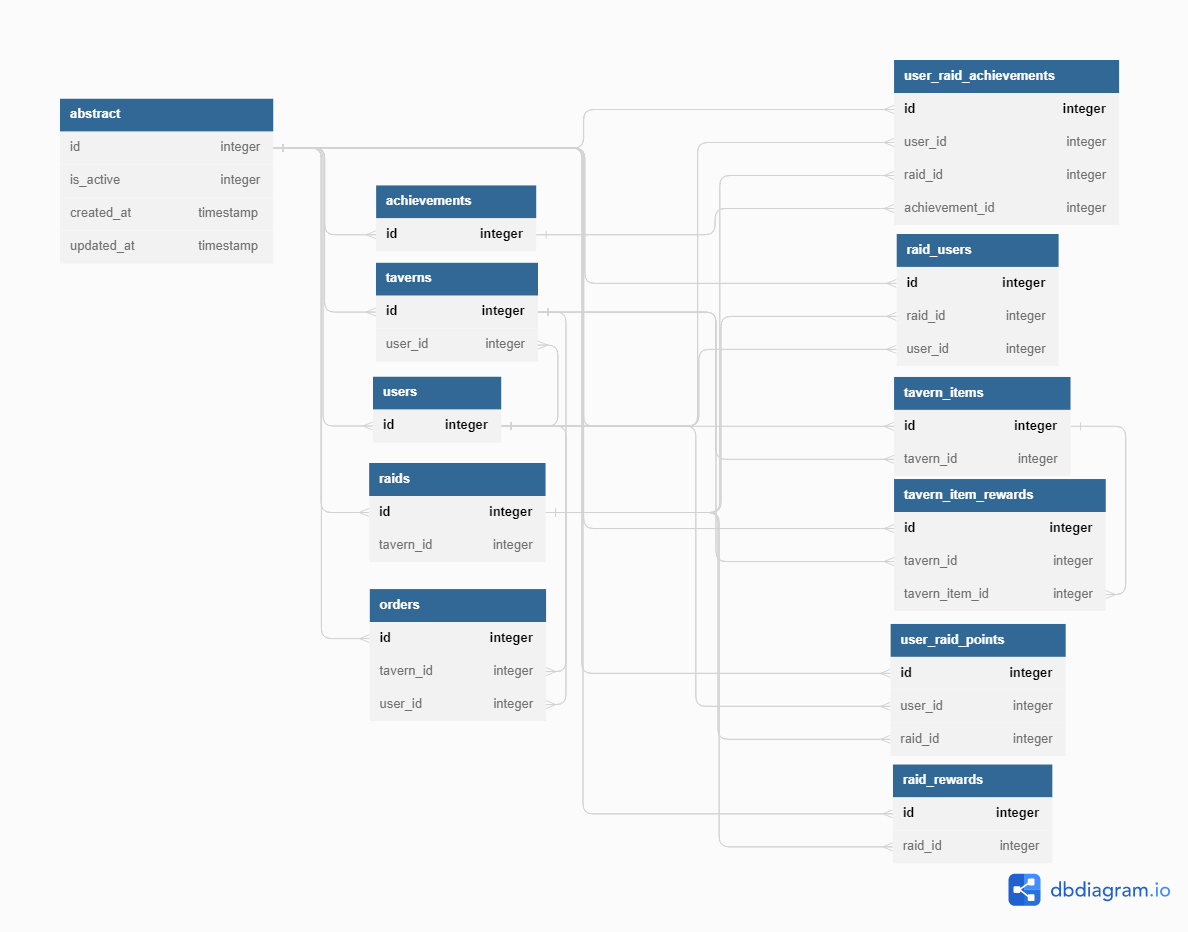 abstract
id integer
is_active integer
created_at timestamp
updated_at timestamp
achievements
id integer
taverns
id integer
user_id integer
users
id integer
raids
id integer
tavern_id integer
orders
id integer
tavern_id integer
user_id integer
user_raid_achievements
id integer
user_id integer
raid_id integer
achievement_id integer
raid_users
id integer
raid_id integer
user_id integer
tavern_items
id integer
tavern_id integer
tavern_item_rewards
id integer
tavern_id integer
tavern_item_id integer
user_raid_points
id integer
user_id integer
raid_id integer
raid_rewards
id integer
raid_id integer
dbdiagram.io